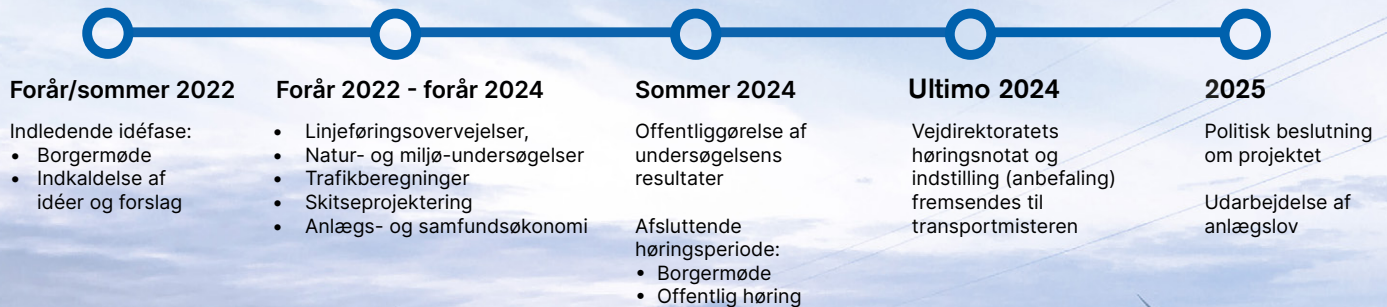 Forår/sommer 2022
Indledende idéfase:
• Borgermøde
• Indkaldelse af
idéer og forslag
Forår 2022 - forår 2024
• Linjeføringsovervejelser,
• Natur- og miljø-undersøgelser
• Trafikberegninger
• Skitseprojektering
• Anlægs- og samfundsøkonomi
Sommer 2024
Offentliggørelse af
undersøgelsens
resultater
Afsluttende
høringsperiode:
• Borgermøde
• Offentlig høring
Ultimo 2024
Vejdirektoratets
høringsnotat og
indstilling (anbefaling)
fremsendes til
transportmisteren
2025
Politisk beslutning
om projektet
Udarbejdelse af
anlægslov